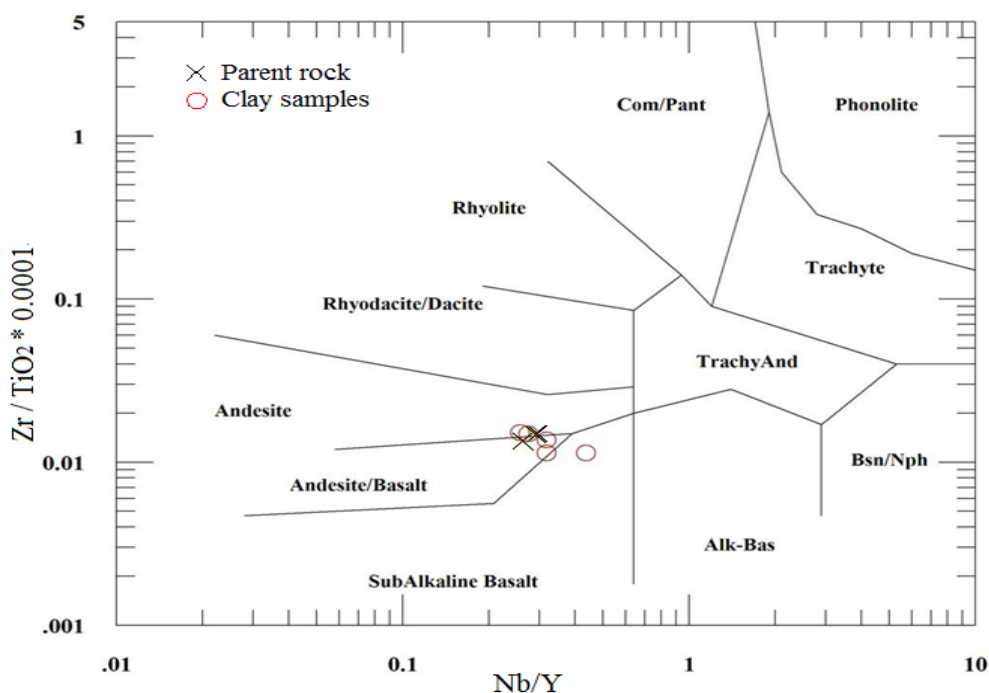 5
Parent rock
Clay samples
Com/Pant
Phonolite
1
Rhyolite
Trachyte
0.1
Rhyodacite/Dacite
TrachyAnd
Andesite
0.01
Bsn/Nph
Andesite/Basalt
Alk-Bas
SubAlkaline Basalt
.001
.01
0.1
1
10
Nb/Y
Zr / TiO2 * 0.0001